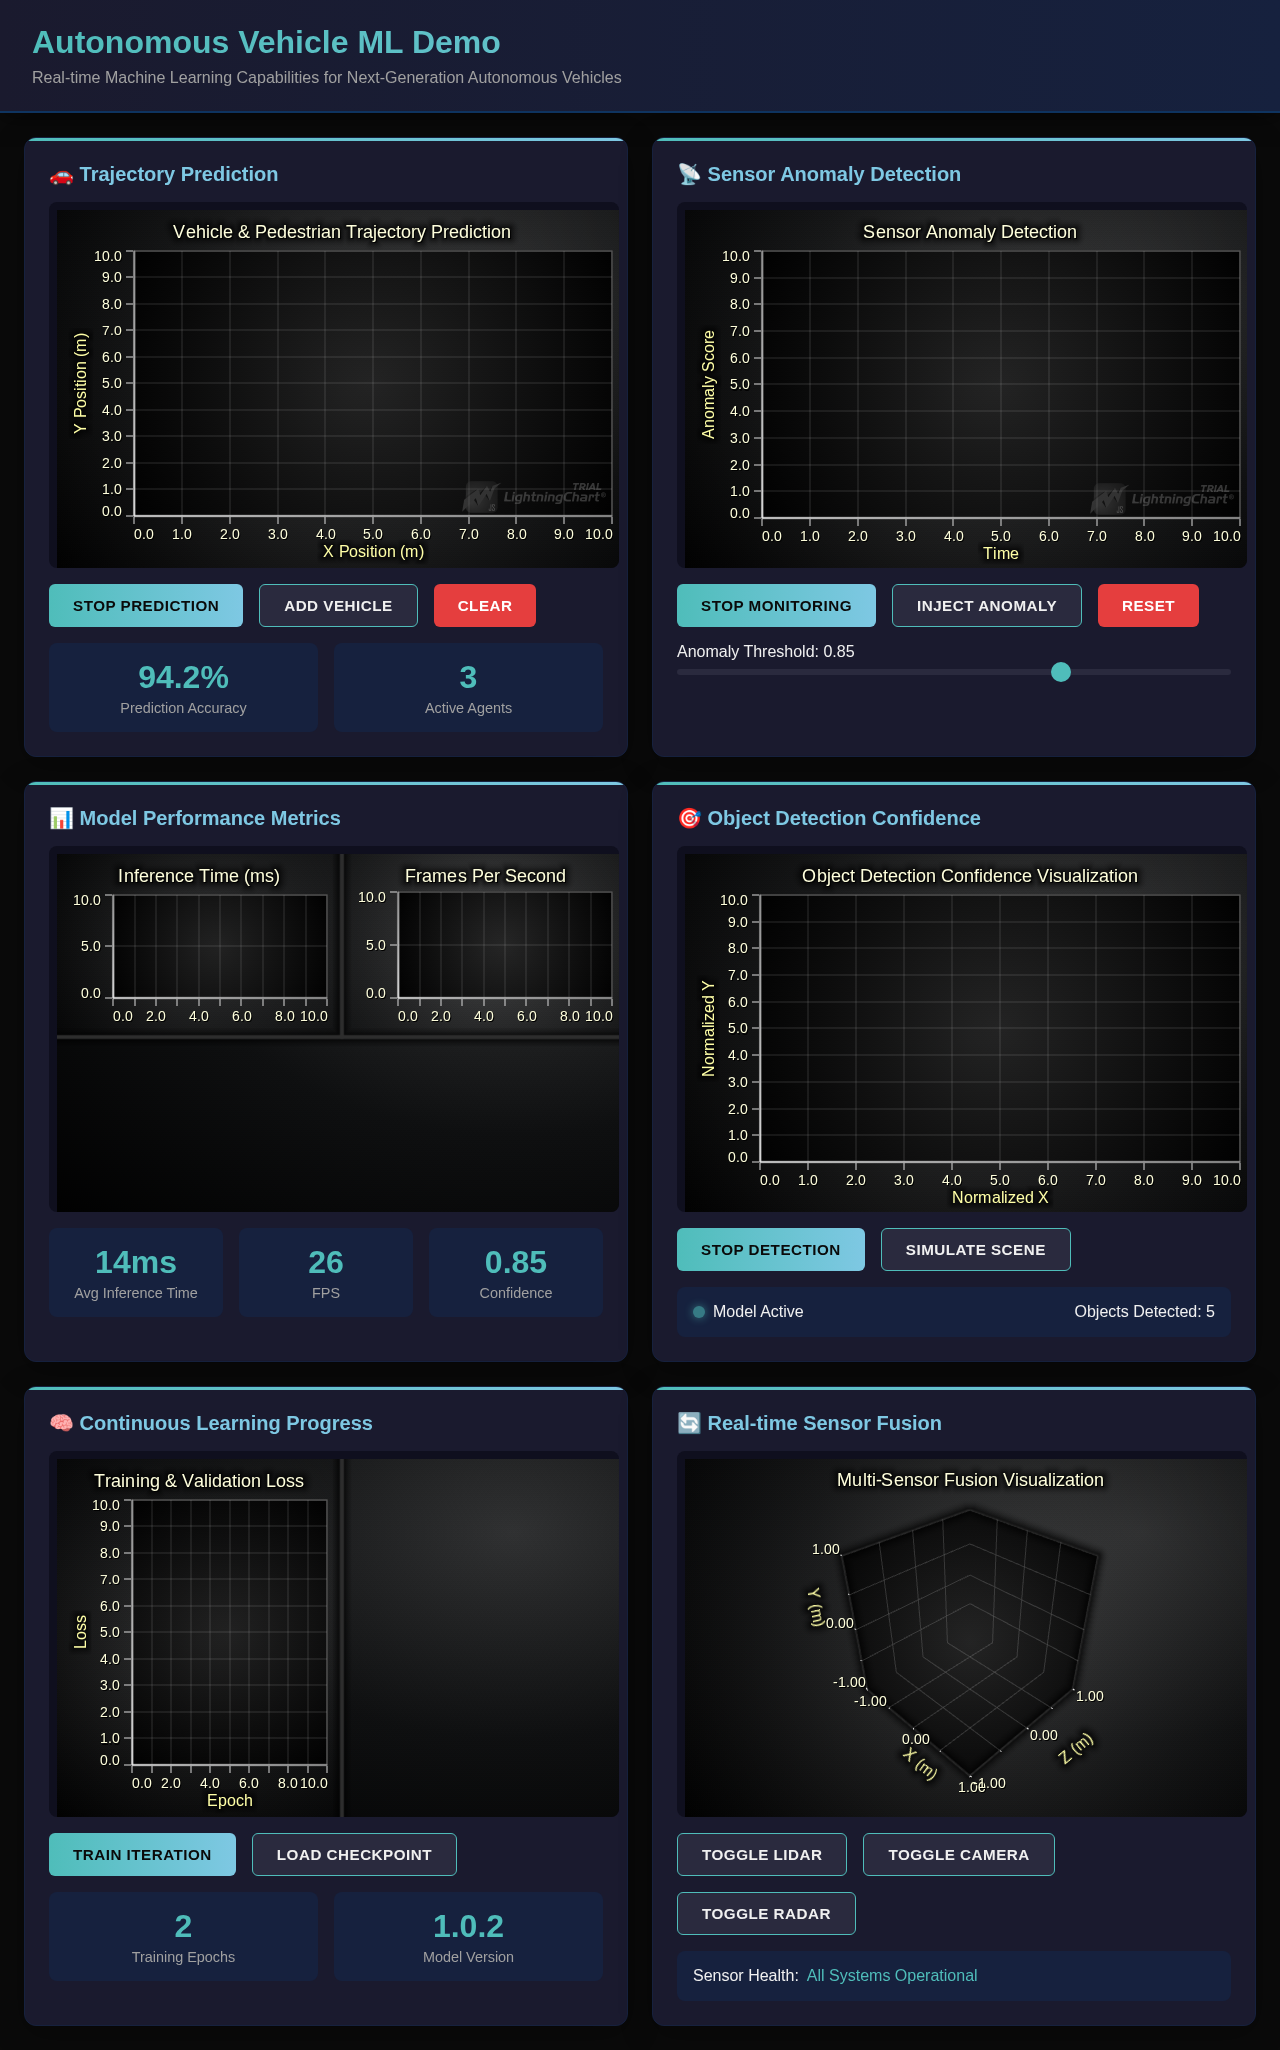 Autonomous Vehicle ML Demo
Real-time Machine Learning Capabilities for Next-Generation Autonomous Vehicles
🚗 Trajectory Prediction
Vehicle & Pedestrian Trajectory Prediction
10.0
9.0
8.0
7.0
6.0
5.0
4.0
3.0
2.0
1.0
0.0
Y Position (m)
TRIAL
LightningChart®
JS
0.0 1.0 2.0 3.0 4.0 5.0 6.0 7.0 8.0 9.0 10.0
X Position (m)
STOP PREDICTION ADD VEHICLE CLEAR
94.2% 3
Prediction Accuracy Active Agents
📡 Sensor Anomaly Detection
Sensor Anomaly Detection
10.0
9.0
8.0
7.0
6.0
5.0
4.0
3.0
2.0
1.0
0.0
Anomaly Score
TRIAL
LightningChart®
JS
0.0 1.0 2.0 3.0 4.0 5.0 6.0 7.0 8.0 9.0 10.0
Time
STOP MONITORING INJECT ANOMALY RESET
Anomaly Threshold: 0.85
📊 Model Performance Metrics
Inference Time (ms)
10.0
5.0
0.0
0.0 2.0 4.0 6.0 8.0 10.0
Frames Per Second
10.0
5.0
0.0
0.0 2.0 4.0 6.0 8.0 10.0
14ms 26 0.85
Avg Inference Time FPS Confidence
🎯 Object Detection Confidence
Object Detection Confidence Visualization
10.0
9.0
8.0
7.0
6.0
5.0
4.0
3.0
2.0
1.0
0.0
Normalized Y
0.0 1.0 2.0 3.0 4.0 5.0 6.0 7.0 8.0 9.0 10.0
Normalized X
STOP DETECTION SIMULATE SCENE
Model Active Objects Detected: 5
🧠 Continuous Learning Progress
Training & Validation Loss
10.0
9.0
8.0
7.0
6.0
5.0
4.0
3.0
2.0
1.0
0.0
Loss
0.0 2.0 4.0 6.0 8.0 10.0
Epoch
TRAIN ITERATION LOAD CHECKPOINT
2 1.0.2
Training Epochs Model Version
🔄 Real-time Sensor Fusion
Multi-Sensor Fusion Visualization
1.00
Y (m)
0.00
-1.00
-1.00
0.00
X (m)
1.00
-1.00
0.00
Z (m)
1.00
TOGGLE LIDAR TOGGLE CAMERA
TOGGLE RADAR
Sensor Health: All Systems Operational